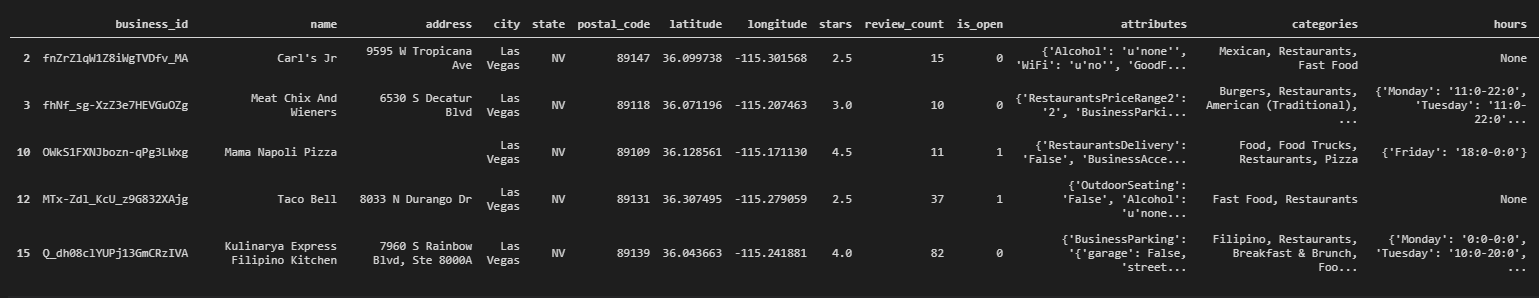 business_id name address city state postal_code latitude longitude stars review_count is_open attributes categories hours
2 fnZrZlqW1Z8iWgTVDfv_MA Carl's Jr 9595 W Tropicana Ave Las Vegas NV 89147 36.099738 -115.301568 2.5 15 0 {'Alcohol': 'u'none'', 'WiFi': 'u'no'', 'GoodF... Mexican, Restaurants, Fast Food None
3 fhNf_sg-XzZ3e7HEVGuOZg Meat Chix And Wieners 6530 S Decatur Blvd Las Vegas NV 89118 36.071196 -115.207463 3.0 10 0 {'RestaurantsPriceRange2': '2', 'BusinessParki... Burgers, Restaurants, American (Traditional), ... {'Monday': '11:0-22:0', 'Tuesday': '11:0-22:0'...
10 OWkS1FXNJbozn-qPg3LWxg Mama Napoli Pizza Las Vegas NV 89109 36.128561 -115.171130 4.5 11 1 {'RestaurantsDelivery': 'False', 'BusinessAcce... Food, Food Trucks, Restaurants, Pizza {'Friday': '18:0-0:0'}
12 MTx-Zdl_KcU_z9G832XAjg Taco Bell 8033 N Durango Dr Las Vegas NV 89131 36.307495 -115.279059 2.5 37 1 {'OutdoorSeating': 'False', 'Alcohol': 'u'none... Fast Food, Restaurants None
15 Q_dh08clYUPj13GmCRzIVA Kulinarya Express Filipino Kitchen 7960 S Rainbow Blvd, Ste 8000A Las Vegas NV 89139 36.043663 -115.241881 4.0 82 0 {'BusinessParking': '{'garage': False, 'street... Filipino, Restaurants, Breakfast & Brunch, Foo... {'Monday': '0:0-0:0', 'Tuesday': '10:0-20:0', ...